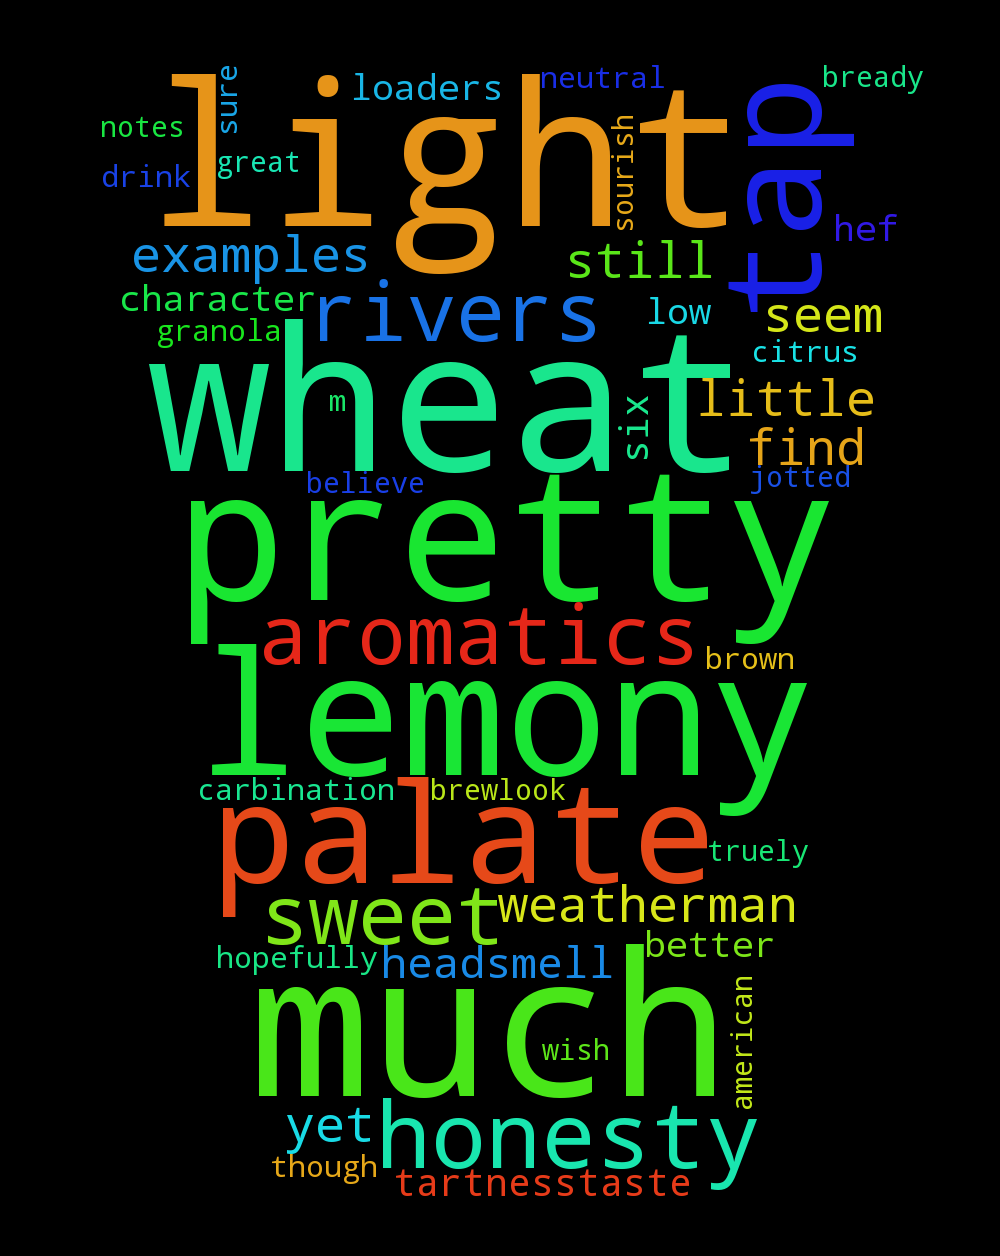 sure
loaders
neutral
bready
notes
light
tap
sourish
great
drink
hef
examples
still
character
rivers
low
seem
granola
citrus
wheat
m
six
little
find
believe
jotted
pretty
aromatics
brown
lemony
carbination
brewlook
palate
truely
sweet
weatherman
hopefully
headsmell
better
much
wish
american
yet
honesty
though
tartnesstaste